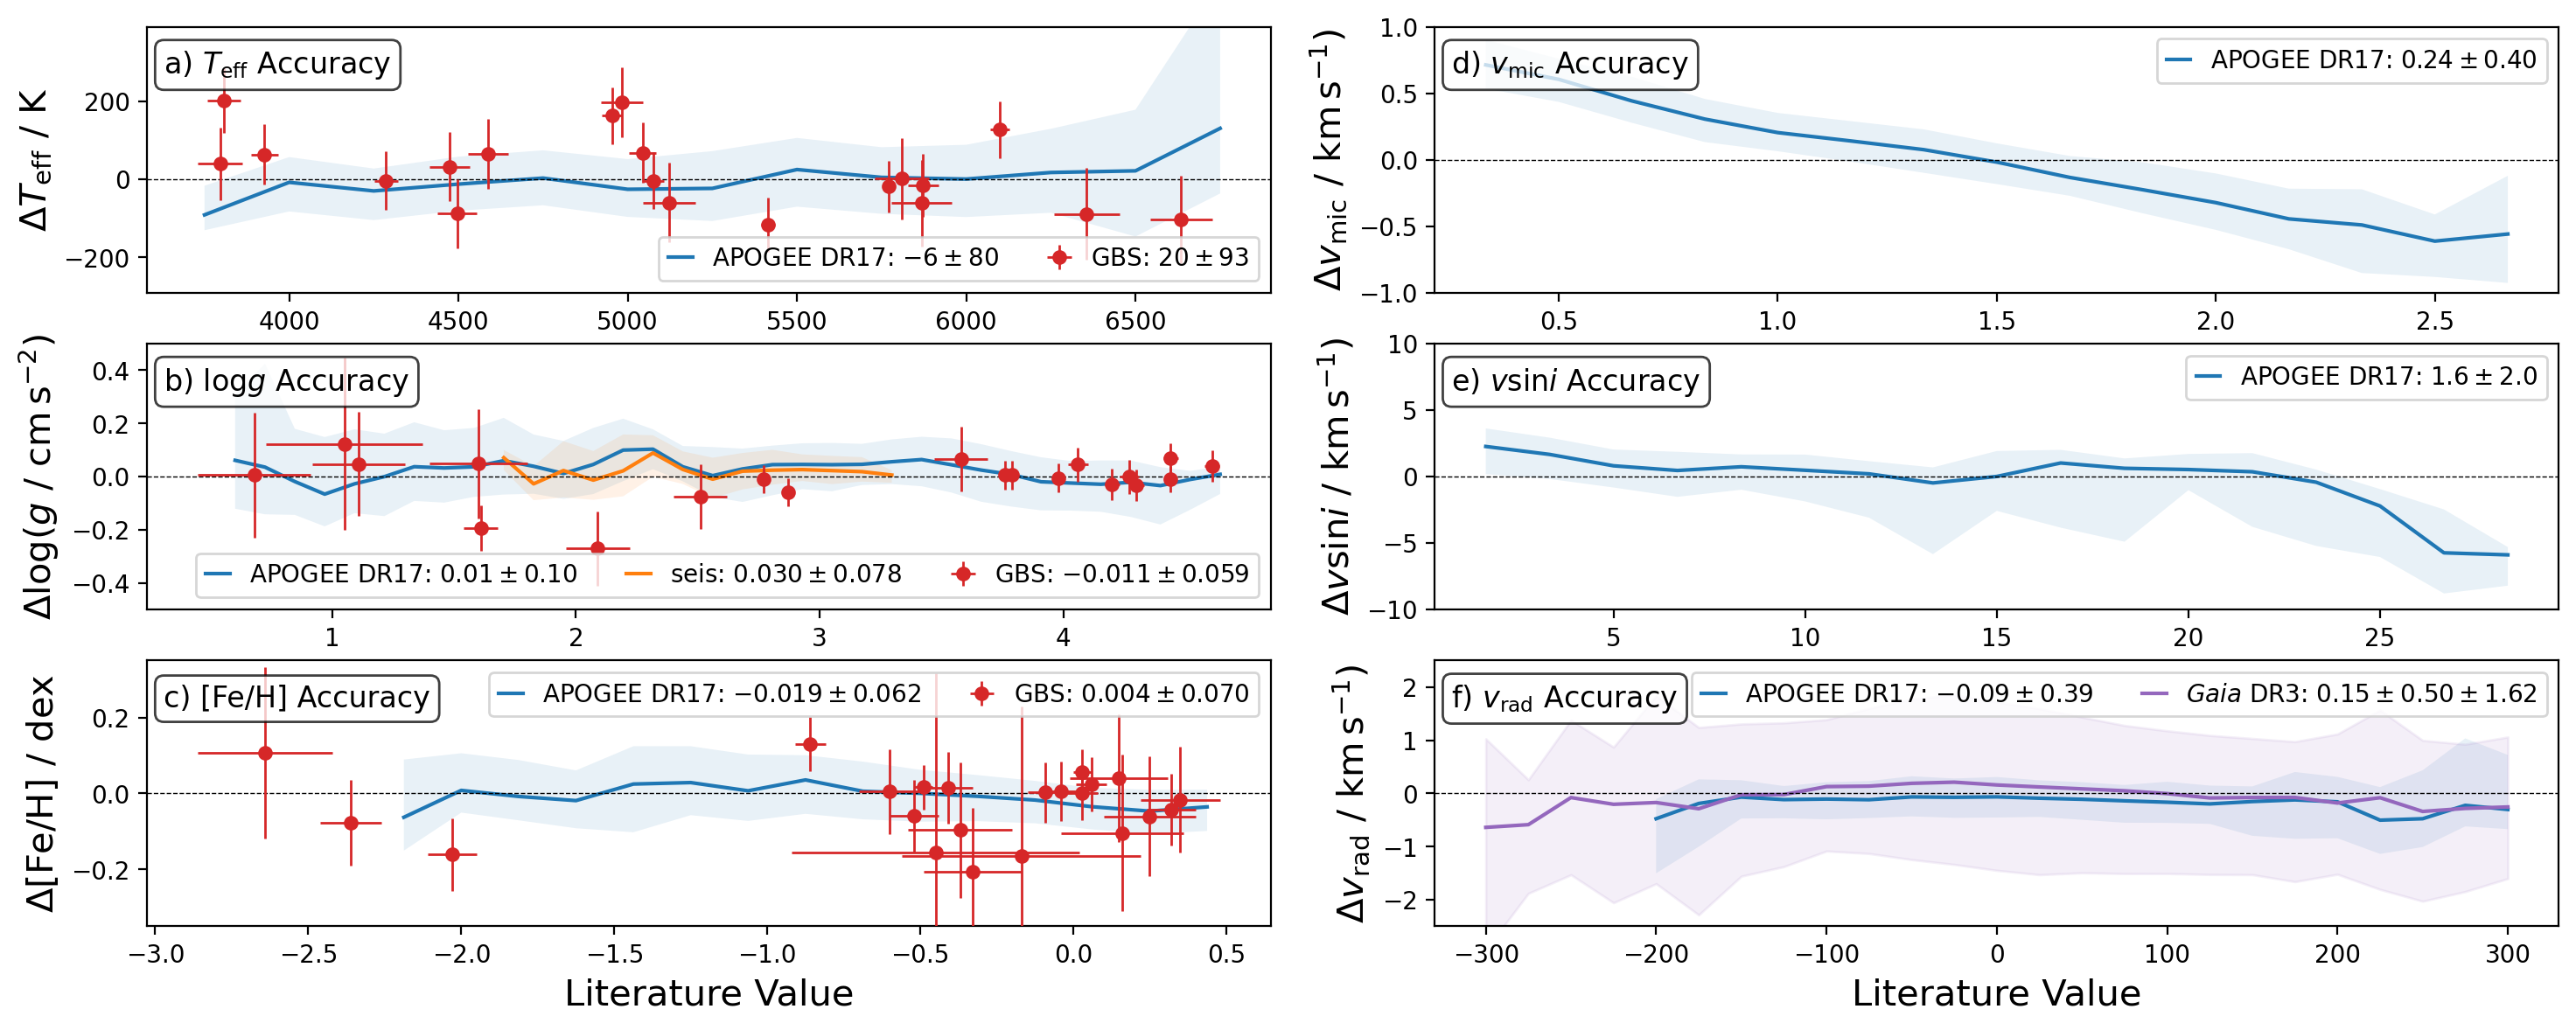 a) Teff Accuracy
ΔTeff / K
200
0
−200
APOGEE DR17: −6 ± 80
GBS: 20 ± 93
4000 4500 5000 5500 6000 6500
b) logg Accuracy
Δlog(g / cm s⁻²)
0.4
0.2
0.0
−0.2
−0.4
APOGEE DR17: 0.01 ± 0.10
seis: 0.030 ± 0.078
GBS: −0.011 ± 0.059
1 2 3 4
c) [Fe/H] Accuracy
APOGEE DR17: −0.019 ± 0.062
GBS: 0.004 ± 0.070
Δ[Fe/H] / dex
0.2
0.0
−0.2
−3.0 −2.5 −2.0 −1.5 −1.0 −0.5 0.0 0.5
Literature Value
d) vmic Accuracy
APOGEE DR17: 0.24 ± 0.40
Δvmic / km s⁻¹
1.0
0.5
0.0
−0.5
−1.0
0.5 1.0 1.5 2.0 2.5
e) vsini Accuracy
APOGEE DR17: 1.6 ± 2.0
Δvsini / km s⁻¹
10
5
0
−5
−10
5 10 15 20 25
f) vrad Accuracy
APOGEE DR17: −0.09 ± 0.39
Gaia DR3: 0.15 ± 0.50 ± 1.62
Δvrad / km s⁻¹
2
1
0
−1
−2
−300 −200 −100 0 100 200 300
Literature Value